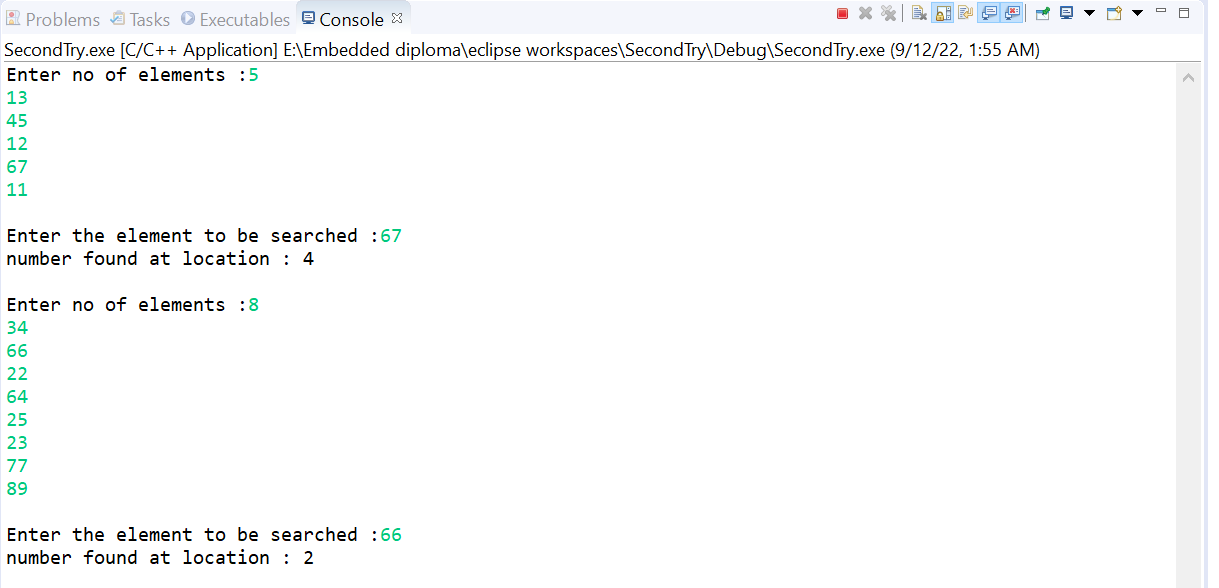 Problems Tasks Executables Console
SecondTry.exe [C/C++ Application] E:\Embedded diploma\eclipse workspaces\SecondTry\Debug\SecondTry.exe (9/12/22, 1:55 AM)
Enter no of elements :5
13
45
12
67
11
Enter the element to be searched :67
number found at location : 4
Enter no of elements :8
34
66
22
64
25
23
77
89
Enter the element to be searched :66
number found at location : 2